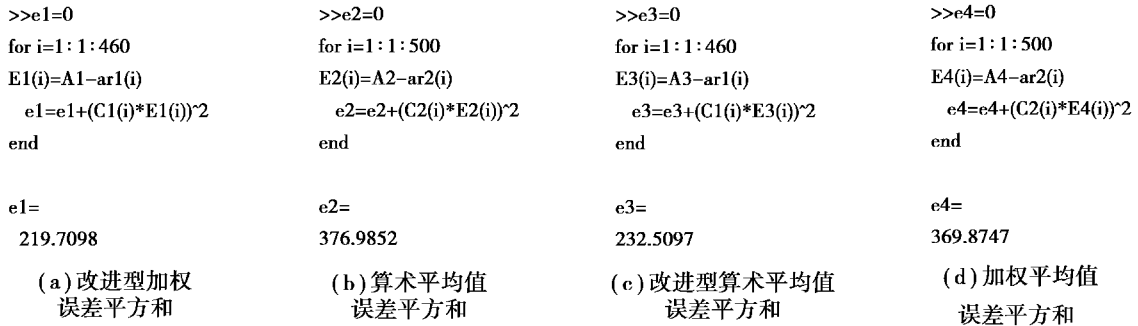 >>e1=0
for i=1:1:460
E1(i)=A1-ar1(i)
e1=e1+(C1(i)*E1(i))^2
end
e1=
219.7098
(a)改进型加权
误差平方和
>>e2=0
for i=1:1:500
E2(i)=A2-ar2(i)
e2=e2+(C2(i)*E2(i))^2
end
e2=
376.9852
(b)算术平均值
误差平方和
>>e3=0
for i=1:1:460
E3(i)=A3-ar1(i)
e3=e3+(C1(i)*E3(i))^2
end
e3=
232.5097
(c)改进型算术平均值
误差平方和
>>e4=0
for i=1:1:500
E4(i)=A4-ar2(i)
e4=e4+(C2(i)*E4(i))^2
end
e4=
369.8747
(d)加权平均值
误差平方和